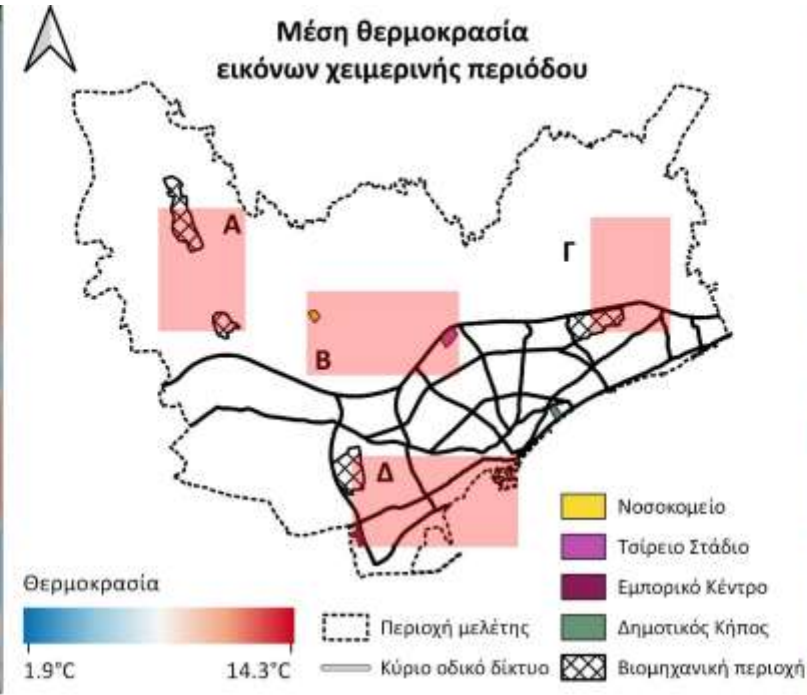 Μέση θερμοκρασία
εικόνων χειμερινής περιόδου
Α
Γ
Β
Δ
Νοσοκομείο
Τσίρειο Στάδιο
Εμπορικό Κέντρο
Δημοτικός Κήπος
Βιομηχανική περιοχή
Θερμοκρασία
1.9°C
14.3°C
Περιοχή μελέτης
Κύριο οδικό δίκτυο